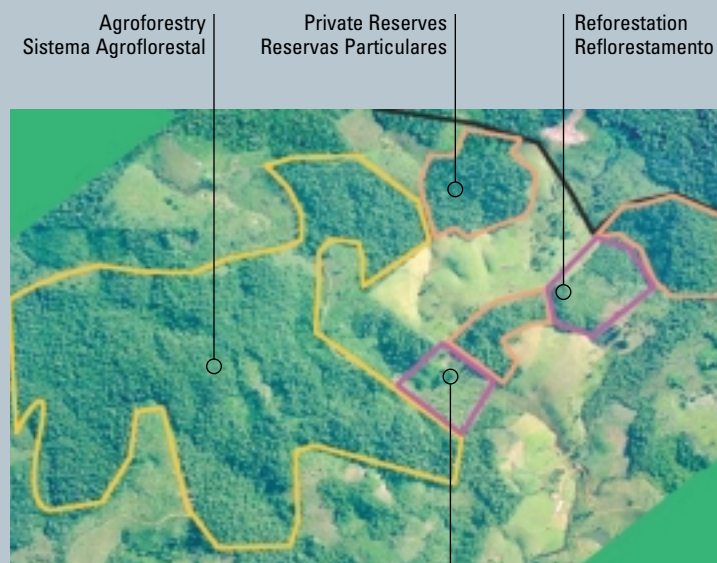 Agroforestry
Sistema Agroflorestal
Private Reserves
Reservas Particulares
Reforestation
Reflorestamento